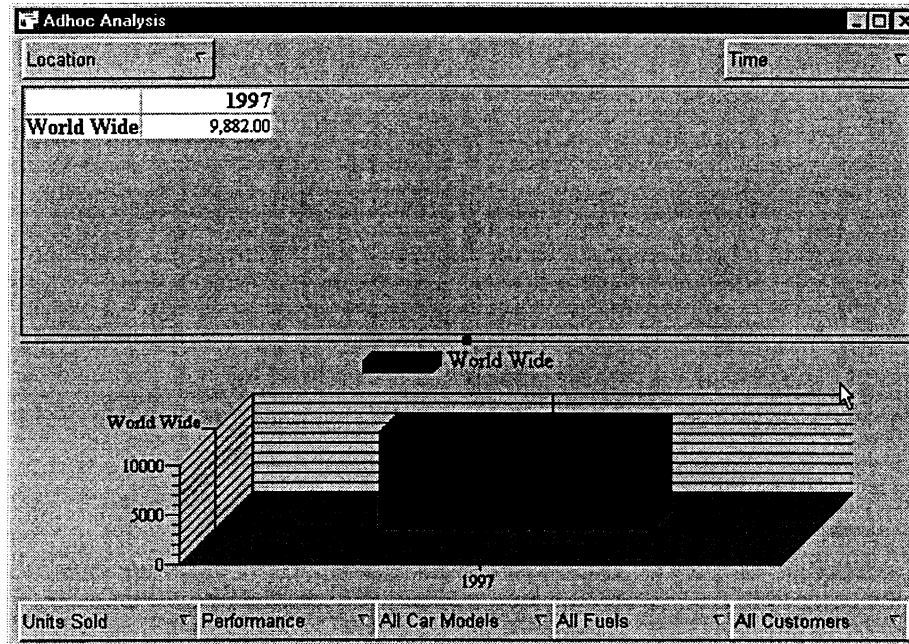 Adhoc Analysis
Location Time
1997
World Wide 9,882.00
World Wide
World Wide
10000
5000
0
1997
Units Sold Performance All Car Models All Fuels All Customers